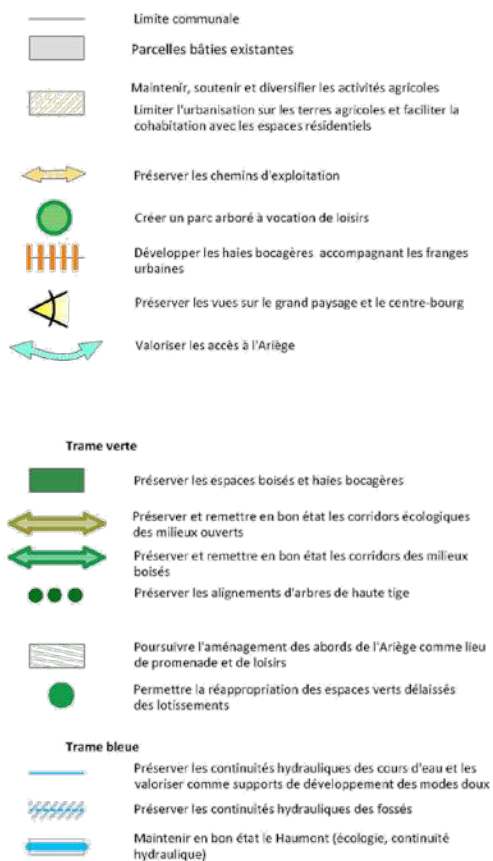 Limite communale
Parcelles bâties existantes
Maintenir, soutenir et diversifier les activités agricoles
Limiter l'urbanisation sur les terres agricoles et faciliter la
cohabitation avec les espaces résidentiels
Préserver les chemins d'exploitation
Créer un parc arboré à vocation de loisirs
Développer les haies bocagères accompagnant les franges
urbaines
Préserver les vues sur le grand paysage et le centre-bourg
Valoriser les accès à l'Ariège
Trame verte
Préserver les espaces boisés et haies bocagères
Préserver et remettre en bon état les corridors écologiques
des milieux ouverts
Préserver et remettre en bon état les corridors des milieux
boisés
Préserver les alignements d'arbres de haute tige
Poursuivre l'aménagement des abords de l'Ariège comme lieu
de promenade et de loisirs
Permettre la réappropriation des espaces verts délaissés
des lotissements
Trame bleue
Préserver les continuités hydrauliques des cours d'eau et les
valoriser comme supports de développement des modes doux
Préserver les continuités hydrauliques des fossés
Maintenir en bon état le Haumont (écologie, continuité
hydraulique)